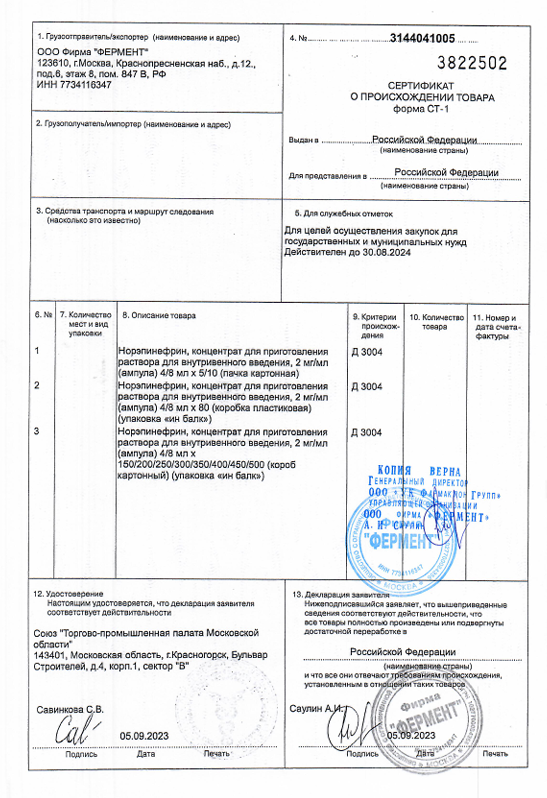 1. Грузоотправитель/экспортер (наименование и адрес)
ООО Фирма "ФЕРМЕНТ"
123610, г.Москва, Краснопресненская наб., д.12.,
под.6, этаж 8, пом. 847 В, РФ
ИНН 7734116347
4. № 3144041005
3822502
СЕРТИФИКАТ
О ПРОИСХОЖДЕНИИ ТОВАРА
форма СТ-1
Выдан в Российской Федерации
(наименование страны)
Для представления в Российской Федерации
(наименование страны)
2. Грузополучатель/импортер (наименование и адрес)
3. Средства транспорта и маршрут следования
(насколько это известно)
5. Для служебных отметок
Для целей осуществления закупок для
государственных и муниципальных нужд
Действителен до 30.08.2024
6. №
7. Количество
мест и вид
упаковки
8. Описание товара
9. Критерии
происхож-
дения
10. Количество
товара
11. Номер и
дата счета-
фактуры
1
Норэпинефрин, концентрат для приготовления
раствора для внутривенного введения, 2 мг/мл
(ампула) 4/8 мл х 5/10 (пачка картонная)
Д 3004
2
Норэпинефрин, концентрат для приготовления
раствора для внутривенного введения, 2 мг/мл
(ампула) 4/8 мл х 80 (коробка пластиковая)
(упаковка «ин балк»)
Д 3004
3
Норэпинефрин, концентрат для приготовления
раствора для внутривенного введения, 2 мг/мл
(ампула) 4/8 мл х
150/200/250/300/350/400/450/500 (короб
картонный) (упаковка «ин балк»)
Д 3004
КОПИЯ ВЕРНА
ГЕНЕРАЛЬНЫЙ ДИРЕКТОР
ООО «УК ФАРМАКЛОН ГРУПП»
УПРАВЛЯЮЩЕЙ ОРГАНИЗАЦИИ
ООО ФИРМА «ФЕРМЕНТ»
А. И. САУЛИН
Фирма
"ФЕРМЕНТ"
ИНН 7734116347
МОСКВА
12. Удостоверение
Настоящим удостоверяется, что декларация заявителя
соответствует действительности
Союз "Торгово-промышленная палата Московской
области"
143401, Московская область, г.Красногорск, Бульвар
Строителей, д.4, корп.1, сектор "В"
Савинкова С.В.
05.09.2023
Подпись Дата Печать
13. Декларация заявителя
Нижеподписавшийся заявляет, что вышеприведенные
сведения соответствуют действительности, что
все товары полностью произведены или подвергнуты
достаточной переработке в
Российской Федерации
(наименование страны)
и что все они отвечают требованиям происхождения,
установленным в отношении таких товаров
Саулин А.И.
05.09.2023
Подпись Дата Печать
Фирма
"ФЕРМЕНТ"
ИНН 7734116347
МОСКВА